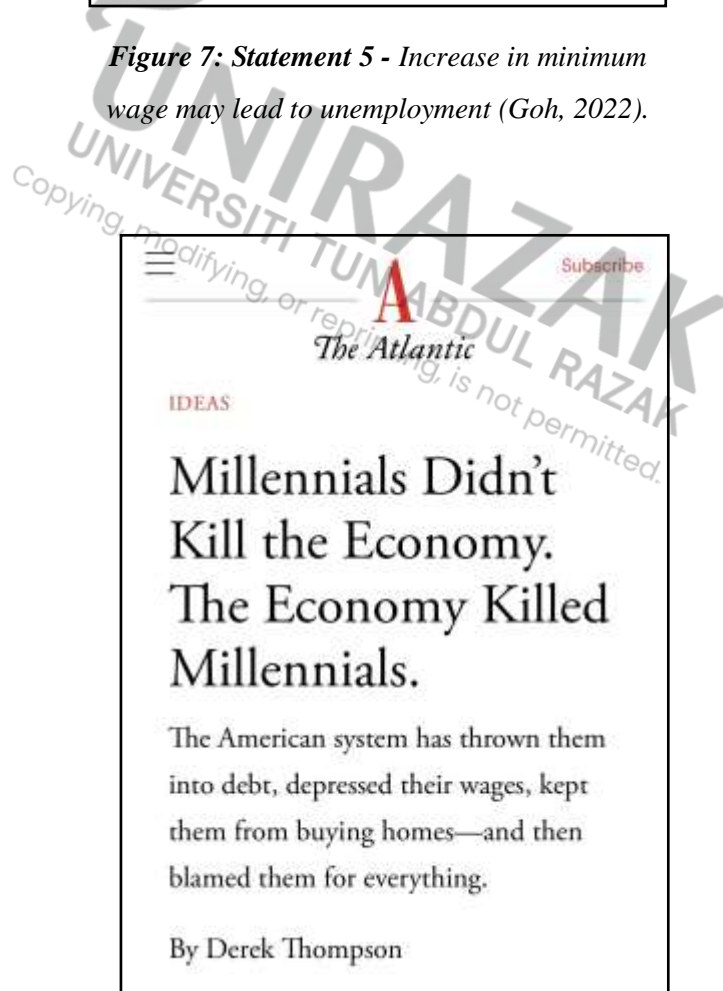 Figure 7: Statement 5 - Increase in minimum
wage may lead to unemployment (Goh, 2022).
UNIRAZAK
UNIVERSITI TUN ABDUL RAZAK
Copying, modifying, or reprinting, is not permitted.
Subscribe
A
The Atlantic
IDEAS
Millennials Didn't
Kill the Economy.
The Economy Killed
Millennials.
The American system has thrown them
into debt, depressed their wages, kept
them from buying homes—and then
blamed them for everything.
By Derek Thompson